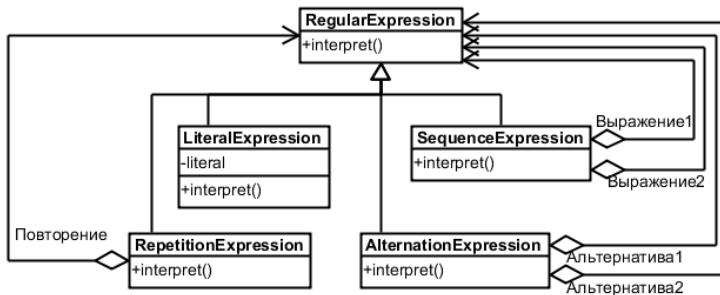 RegularExpression
+interpret()
Выражение1
LiteralExpression
SequenceExpression
-literal
+interpret()
+interpret()
Выражение2
Повторение
RepetitionExpression
AlternationExpression
Альтернатива1
+interpret()
+interpret()
Альтернатива2